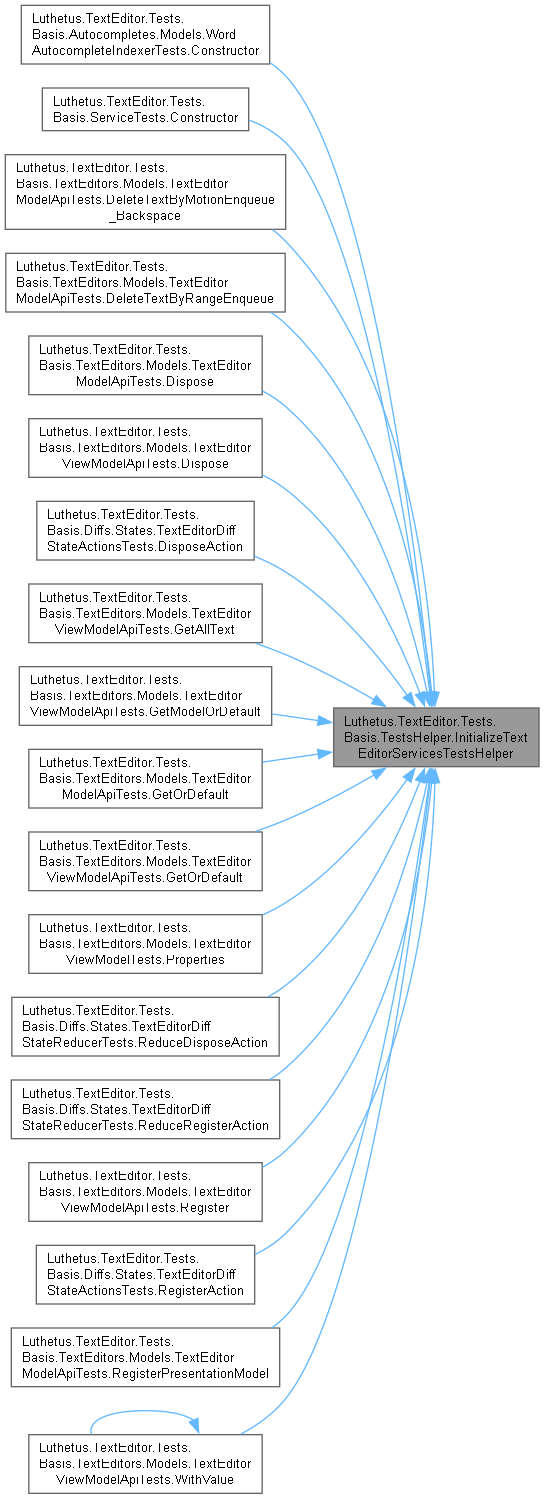 Luthetus.TextEditor.Tests.
Basis.Autocompletes.Models.Word
AutocompleteIndexerTests.Constructor
Luthetus.TextEditor.Tests.
Basis.ServiceTests.Constructor
Luthetus.TextEditor.Tests.
Basis.TextEditors.Models.TextEditor
ModelApiTests.DeleteTextByMotionEnqueue
_Backspace
Luthetus.TextEditor.Tests.
Basis.TextEditors.Models.TextEditor
ModelApiTests.DeleteTextByRangeEnqueue
Luthetus.TextEditor.Tests.
Basis.TextEditors.Models.TextEditor
ModelApiTests.Dispose
Luthetus.TextEditor.Tests.
Basis.TextEditors.Models.TextEditor
ViewModelApiTests.Dispose
Luthetus.TextEditor.Tests.
Basis.Diffs.States.TextEditorDiff
StateActionsTests.DisposeAction
Luthetus.TextEditor.Tests.
Basis.TextEditors.Models.TextEditor
ViewModelApiTests.GetAllText
Luthetus.TextEditor.Tests.
Basis.TextEditors.Models.TextEditor
ViewModelApiTests.GetModelOrDefault
Luthetus.TextEditor.Tests.
Basis.TestsHelper.InitializeText
EditorServicesTestsHelper
Luthetus.TextEditor.Tests.
Basis.TextEditors.Models.TextEditor
ModelApiTests.GetOrDefault
Luthetus.TextEditor.Tests.
Basis.TextEditors.Models.TextEditor
ViewModelApiTests.GetOrDefault
Luthetus.TextEditor.Tests.
Basis.TextEditors.Models.TextEditor
ViewModelTests.Properties
Luthetus.TextEditor.Tests.
Basis.Diffs.States.TextEditorDiff
StateReducerTests.ReduceDisposeAction
Luthetus.TextEditor.Tests.
Basis.Diffs.States.TextEditorDiff
StateReducerTests.ReduceRegisterAction
Luthetus.TextEditor.Tests.
Basis.TextEditors.Models.TextEditor
ViewModelApiTests.Register
Luthetus.TextEditor.Tests.
Basis.Diffs.States.TextEditorDiff
StateActionsTests.RegisterAction
Luthetus.TextEditor.Tests.
Basis.TextEditors.Models.TextEditor
ModelApiTests.RegisterPresentationModel
Luthetus.TextEditor.Tests.
Basis.TextEditors.Models.TextEditor
ViewModelApiTests.WithValue